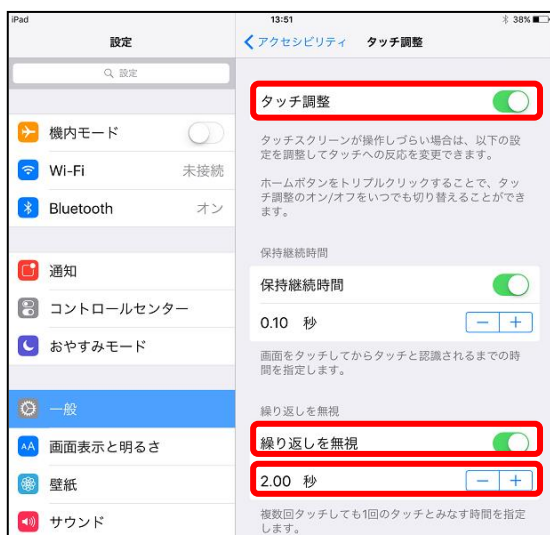 iPad
13:51
38%
設定
アクセシビリティ
タッチ調整
設定
機内モード
Wi-Fi
未接続
Bluetooth
オン
通知
コントロールセンター
おやすみモード
一般
AA
画面表示と明るさ
壁紙
サウンド
タッチ調整
タッチスクリーンが操作しづらい場合は、以下の設
定を調整してタッチへの反応を変更できます。
ホームボタンをトリプルクリックすることで、タッ
チ調整のオン/オフをいつでも切り替えることができ
ます。
保持継続時間
保持継続時間
0.10 秒
− +
画面をタッチしてからタッチと認識されるまでの時
間を指定します。
繰り返しを無視
繰り返しを無視
2.00 秒
− +
複数回タッチしても1回のタッチとみなす時間を指定
します。